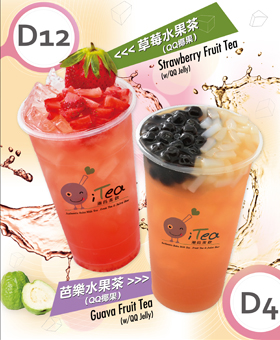 D12
<<< 草莓水果茶
(QQ椰果)
Strawberry Fruit Tea
(w/QQ Jelly)
iTea
iTea
芭樂水果茶 >>>
(QQ椰果)
Guava Fruit Tea
(w/QQ Jelly)
D4